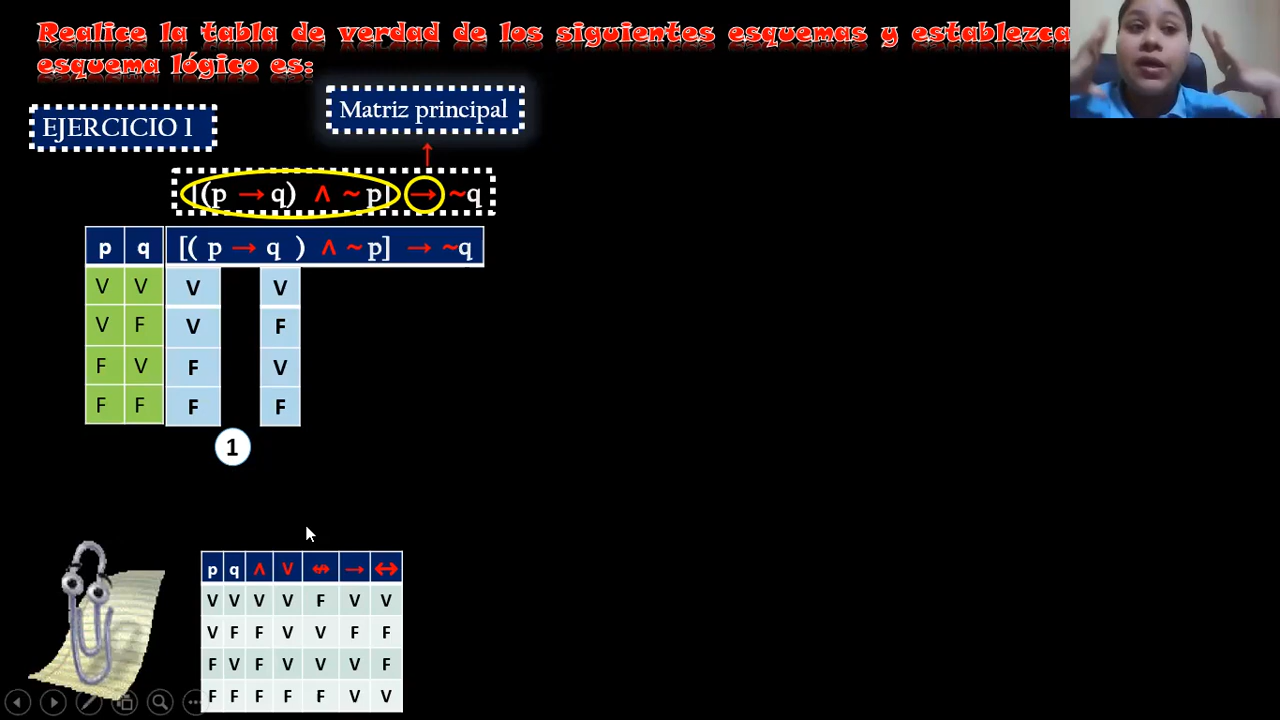 Realice la tabla de verdad de los siguientes esquemas y establezca
esquema lógico es:
Matriz principal
EJERCICIO 1
[(p → q) ∧ ~ p] → ~q
p q [( p → q ) ∧ ~ p] → ~q
V V V V
V F V F
F V F V
F F F F
1
p q ∧ V ↮ → ↔
V V V V F V V
V F F V V F F
F V F V V V F
F F F F F V V